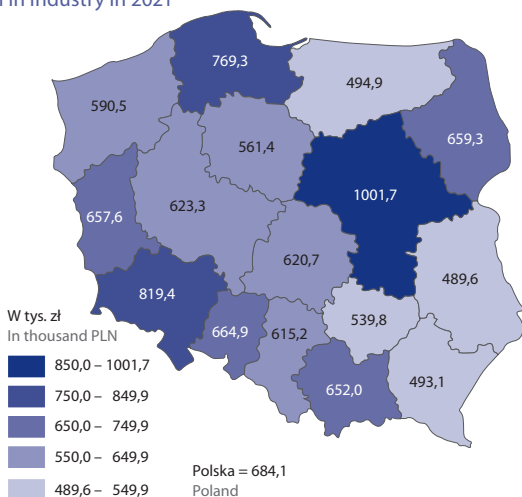 in industry in 2021
769,3
494,9
590,5
561,4
659,3
1001,7
657,6
623,3
620,7
489,6
819,4
539,8
664,9
615,2
493,1
652,0
W tys. zł
In thousand PLN
850,0 – 1001,7
750,0 – 849,9
650,0 – 749,9
550,0 – 649,9
489,6 – 549,9
Polska = 684,1
Poland